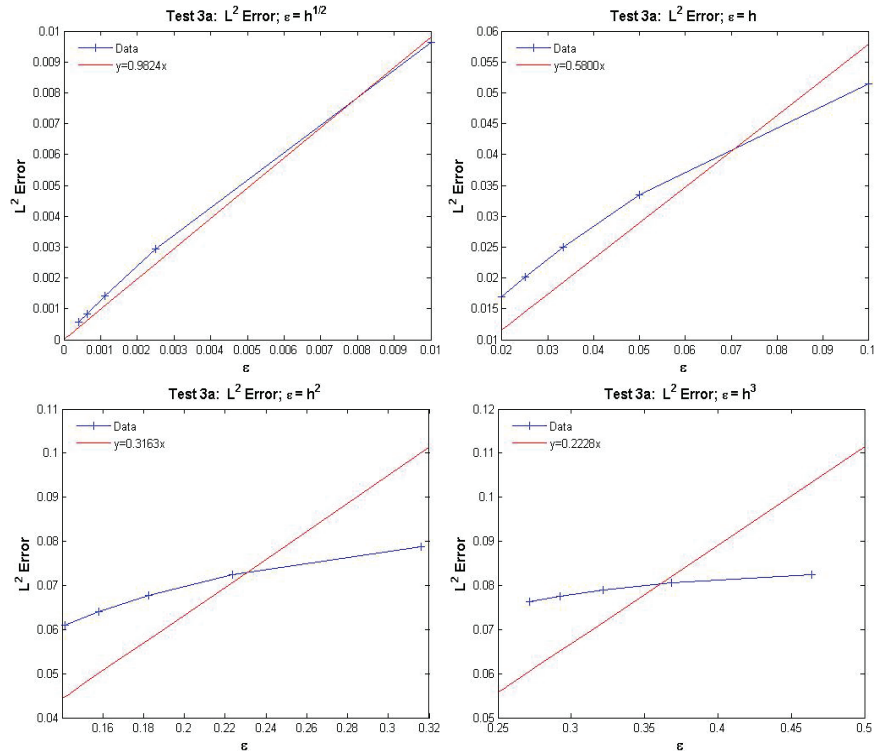 Test 3a: L² Error; ε = h^1/2
Data
y=0.9824x
L² Error
0.01
0.009
0.008
0.007
0.006
0.005
0.004
0.003
0.002
0.001
0
0 0.001 0.002 0.003 0.004 0.005 0.006 0.007 0.008 0.009 0.01
ε
Test 3a: L² Error; ε = h
Data
y=0.5800x
L² Error
0.06
0.055
0.05
0.045
0.04
0.035
0.03
0.025
0.02
0.015
0.01
0.02 0.03 0.04 0.05 0.06 0.07 0.08 0.09 0.1
ε
Test 3a: L² Error; ε = h²
Data
y=0.3163x
L² Error
0.11
0.1
0.09
0.08
0.07
0.06
0.05
0.04
0.16 0.18 0.2 0.22 0.24 0.26 0.28 0.3 0.32
ε
Test 3a: L² Error; ε = h³
Data
y=0.2228x
L² Error
0.12
0.11
0.1
0.09
0.08
0.07
0.06
0.05
0.25 0.3 0.35 0.4 0.45 0.5
ε